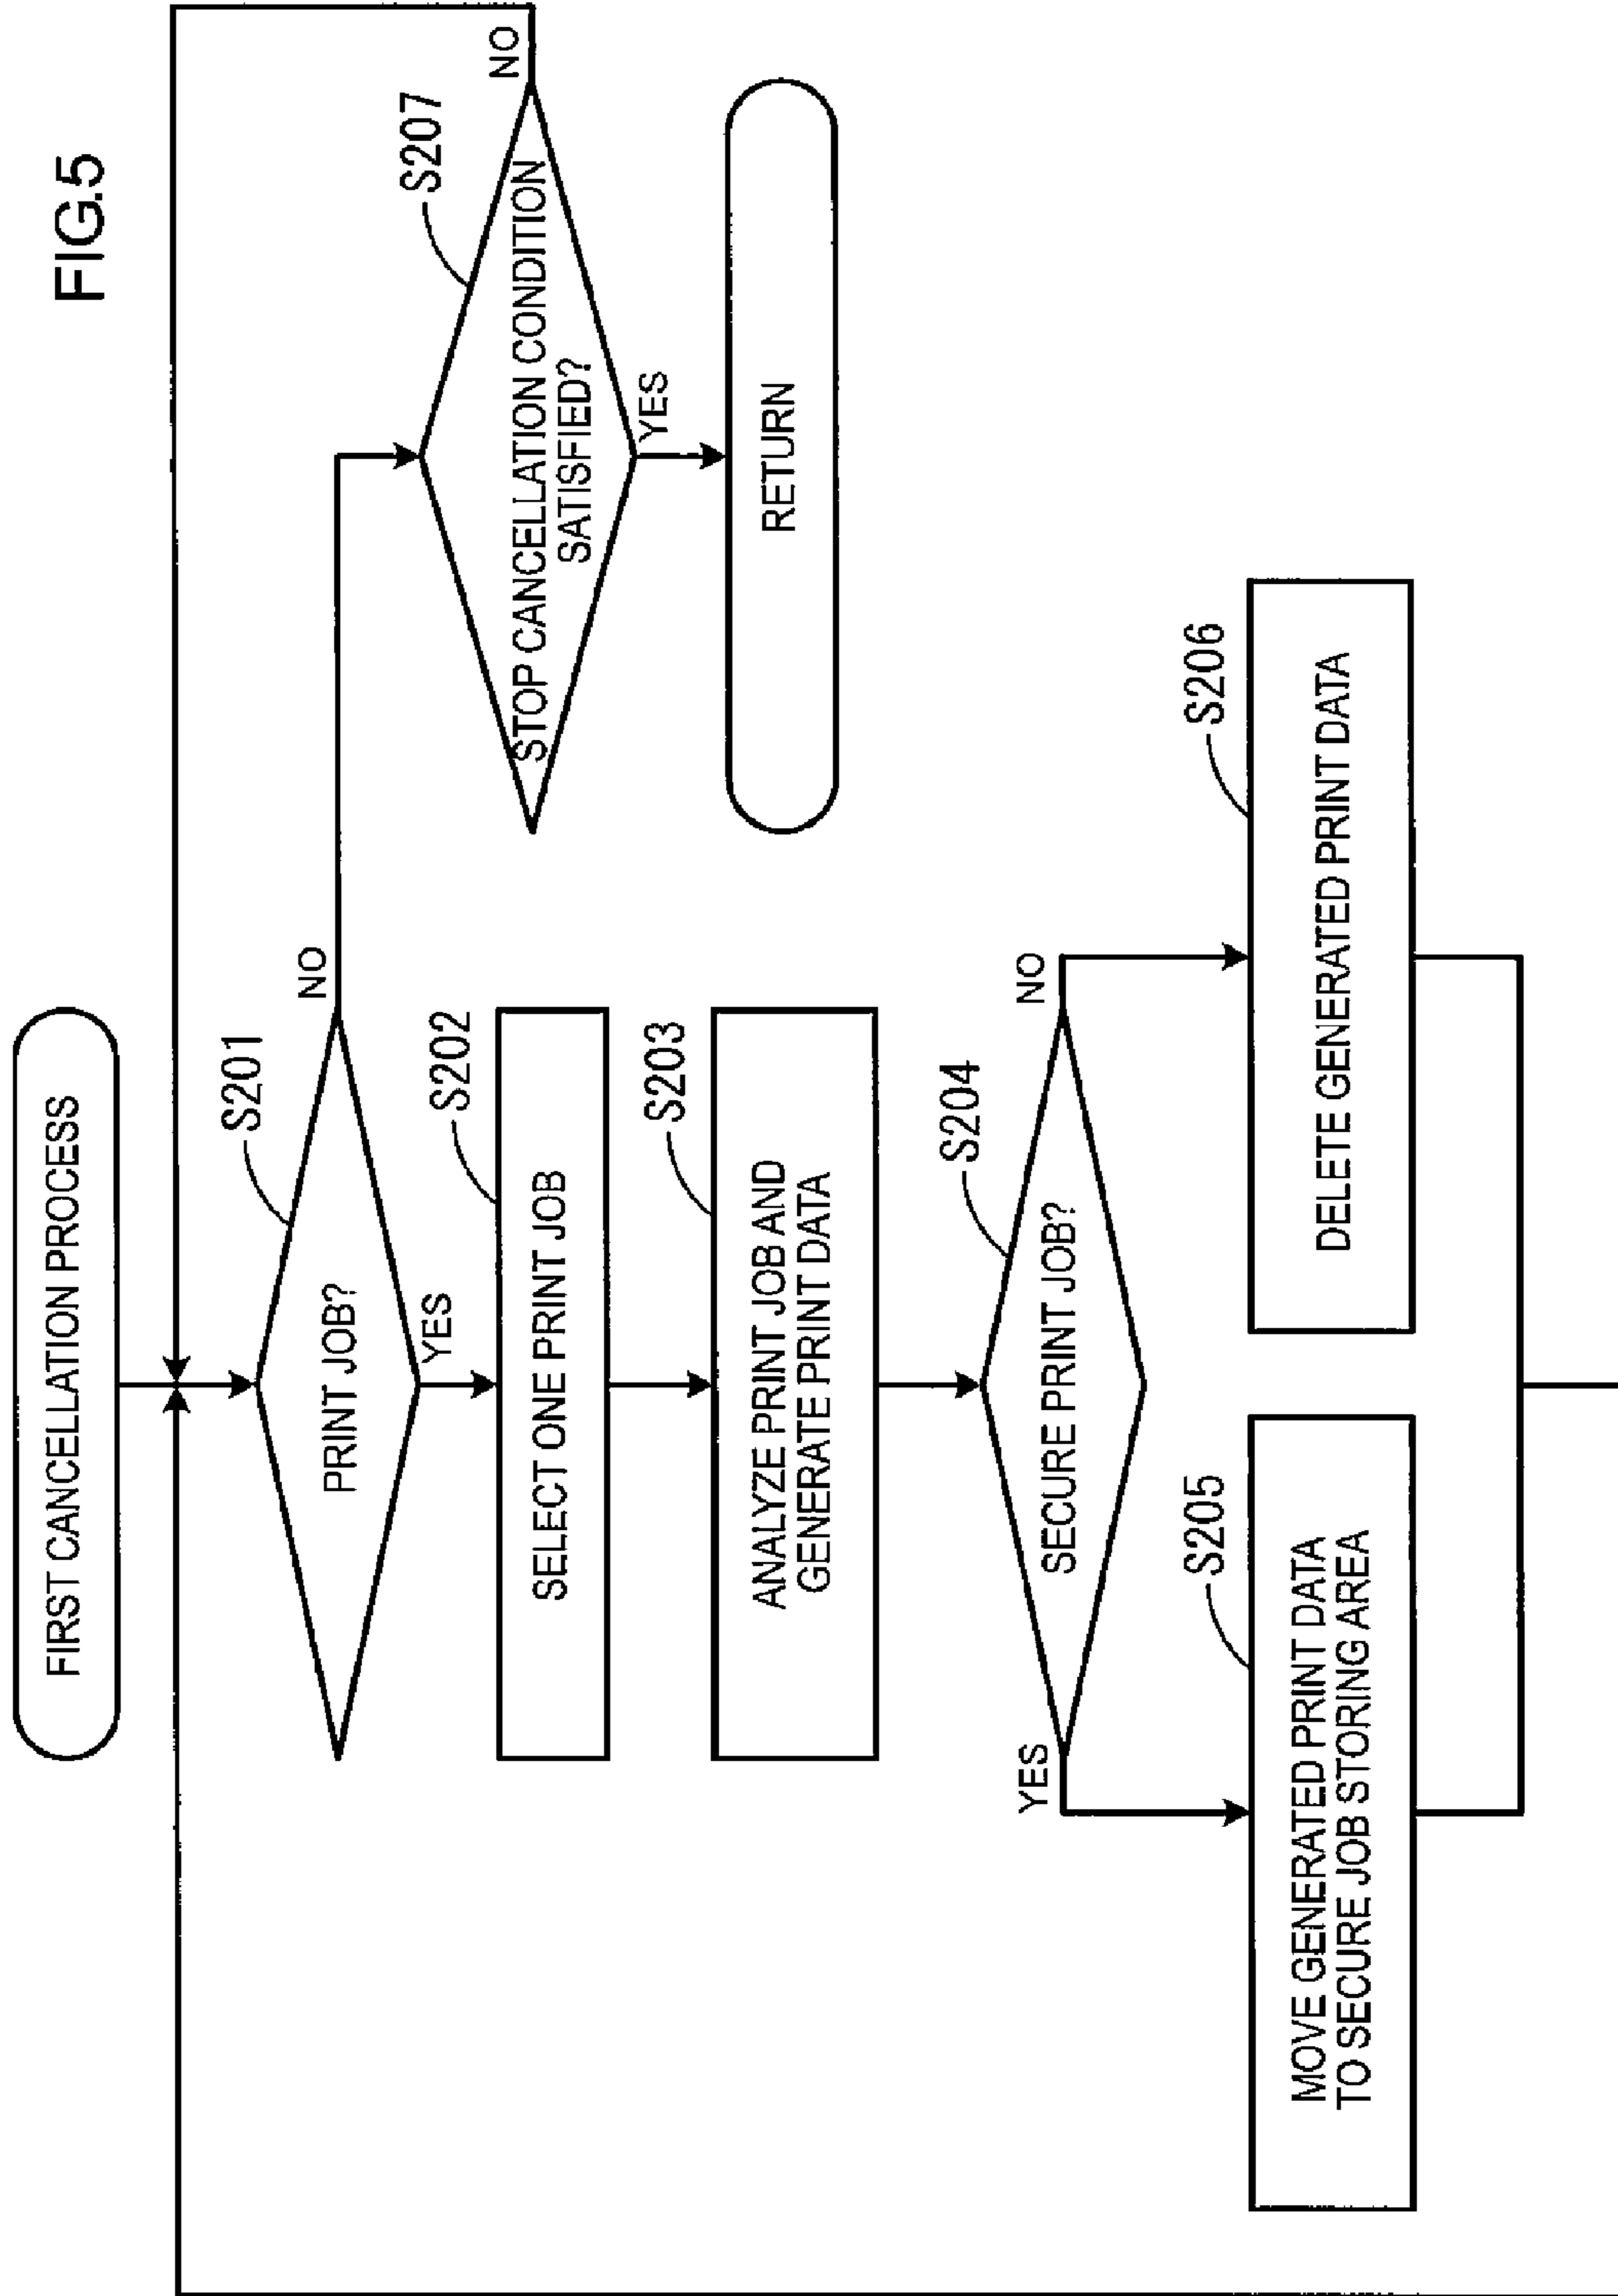 FIG.5
FIRST CANCELLATION PROCESS
S201
PRINT JOB?
NO
YES
S202
SELECT ONE PRINT JOB
S203
ANALYZE PRINT JOB AND
GENERATE PRINT DATA
S204
SECURE PRINT JOB?
YES
NO
S205
MOVE GENERATED PRINT DATA
TO SECURE JOB STORING AREA
S206
DELETE GENERATED PRINT DATA
S207
STOP CANCELLATION CONDITION
SATISFIED?
NO
YES
RETURN